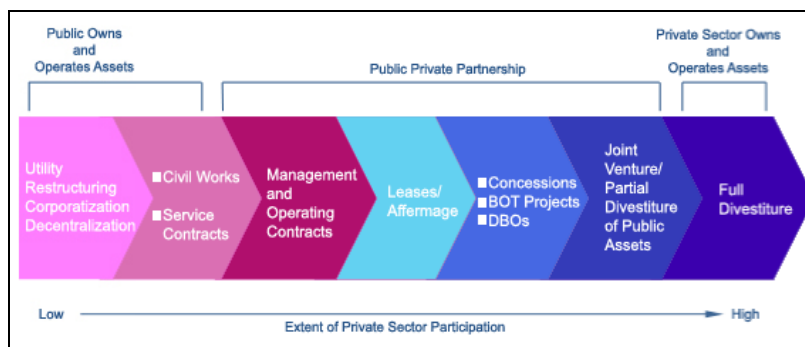 Public Owns
and
Operates Assets
Public Private Partnership
Private Sector Owns
and
Operates Assets
Utility
Restructuring
Corporatization
Decentralization
Civil Works
Service
Contracts
Management
and
Operating
Contracts
Leases/
Affermage
Concessions
BOT Projects
DBOs
Joint
Venture/
Partial
Divestiture
of Public
Assets
Full
Divestiture
Low
Extent of Private Sector Participation
High